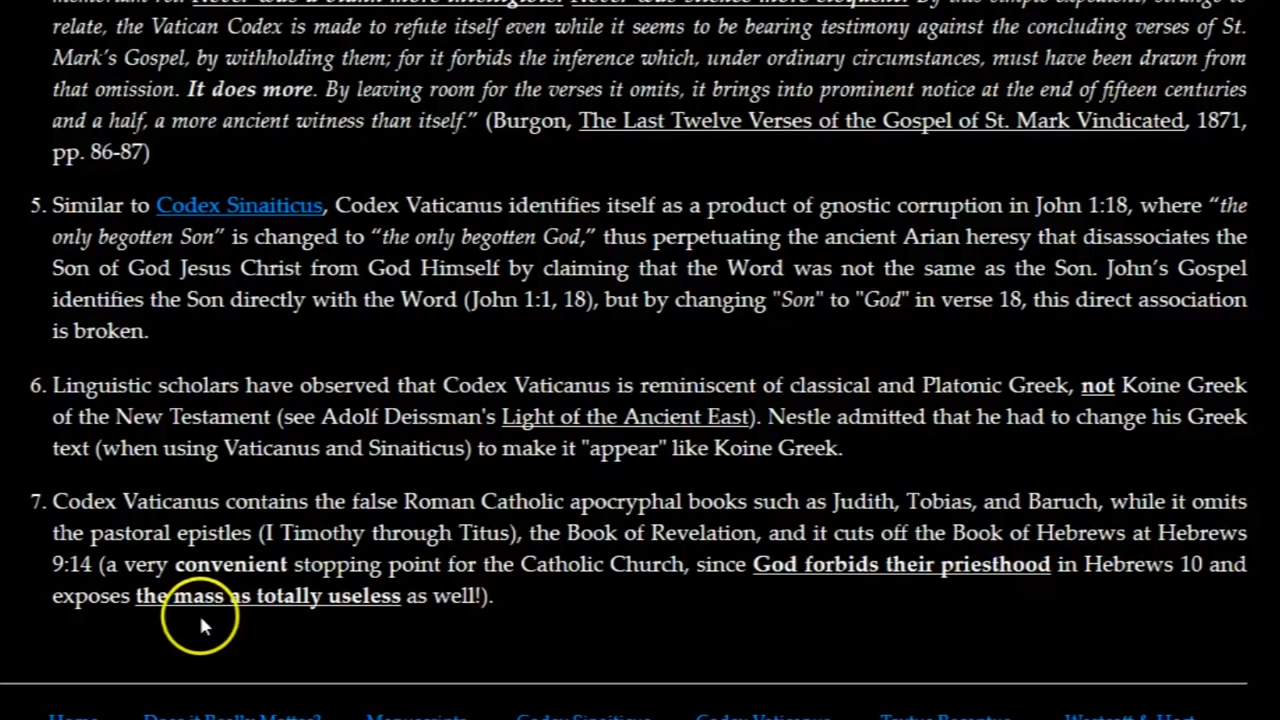 relate, the Vatican Codex is made to refute itself even while it seems to be bearing testimony against the concluding verses of St.
Mark's Gospel, by withholding them; for it forbids the inference which, under ordinary circumstances, must have been drawn from
that omission. It does more. By leaving room for the verses it omits, it brings into prominent notice at the end of fifteen centuries
and a half, a more ancient witness than itself." (Burgon, The Last Twelve Verses of the Gospel of St. Mark Vindicated, 1871,
pp. 86-87)
5. Similar to Codex Sinaiticus, Codex Vaticanus identifies itself as a product of gnostic corruption in John 1:18, where "the
only begotten Son" is changed to "the only begotten God," thus perpetuating the ancient Arian heresy that disassociates the
Son of God Jesus Christ from God Himself by claiming that the Word was not the same as the Son. John's Gospel
identifies the Son directly with the Word (John 1:1, 18), but by changing "Son" to "God" in verse 18, this direct association
is broken.
6. Linguistic scholars have observed that Codex Vaticanus is reminiscent of classical and Platonic Greek, not Koine Greek
of the New Testament (see Adolf Deissman's Light of the Ancient East). Nestle admitted that he had to change his Greek
text (when using Vaticanus and Sinaiticus) to make it "appear" like Koine Greek.
7. Codex Vaticanus contains the false Roman Catholic apocryphal books such as Judith, Tobias, and Baruch, while it omits
the pastoral epistles (I Timothy through Titus), the Book of Revelation, and it cuts off the Book of Hebrews at Hebrews
9:14 (a very convenient stopping point for the Catholic Church, since God forbids their priesthood in Hebrews 10 and
exposes the mass as totally useless as well!).